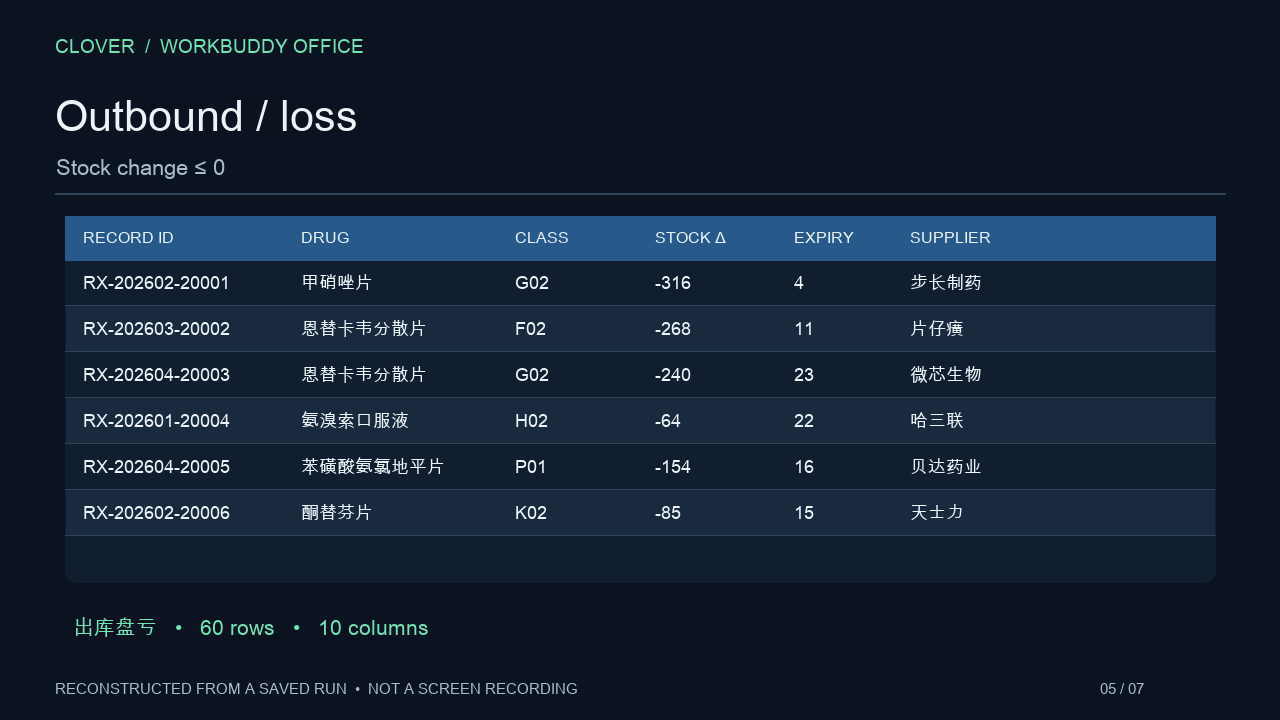 CLOVER / WORKBUDDY OFFICE
Outbound / loss
Stock change ≤ 0
RECORD ID DRUG CLASS STOCK Δ EXPIRY SUPPLIER
RX-202602-20001 甲硝唑片 G02 -316 4 步长制药
RX-202603-20002 恩替卡韦分散片 F02 -268 11 片仔癀
RX-202604-20003 恩替卡韦分散片 G02 -240 23 微芯生物
RX-202601-20004 氨溴索口服液 H02 -64 22 哈三联
RX-202604-20005 苯磺酸氨氯地平片 P01 -154 16 贝达药业
RX-202602-20006 酮替芬片 K02 -85 15 天士力
出库盘亏 • 60 rows • 10 columns
RECONSTRUCTED FROM A SAVED RUN • NOT A SCREEN RECORDING
05 / 07